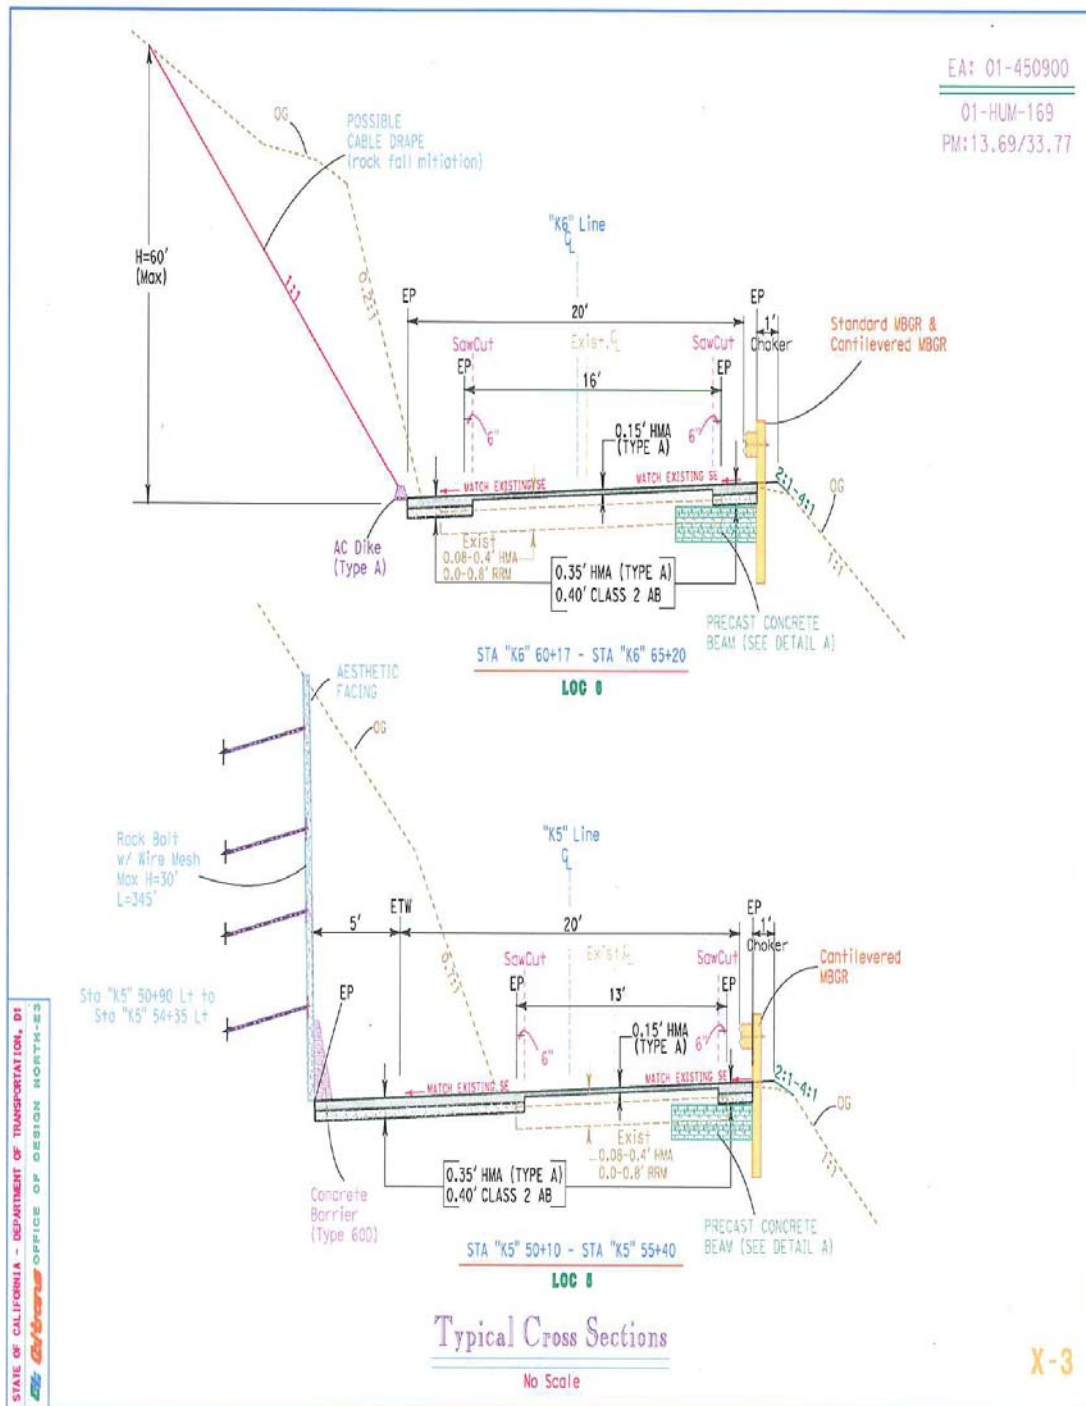 EA: 01-450900
01-HUM-169
PM:13.69/33.77
OG
POSSIBLE
CABLE DRAPE
(rock fall mitiation)
"K6" Line
CL
H=60'
(Max)
1:1
0.2:1
EP
20'
EP
1'
Choker
Standard MBGR &
Cantilevered MBGR
SawCut
Exist. CL
SawCut
EP
16'
EP
6"
0.15' HMA
(TYPE A)
6"
MATCH EXISTING SE
MATCH EXISTING SE
2:1-4:1
OG
1:1
AC Dike
(Type A)
Exist
0.08-0.4' HMA
0.0-0.8' RRM
0.35' HMA (TYPE A)
0.40' CLASS 2 AB
PRECAST CONCRETE
BEAM (SEE DETAIL A)
STA "K6" 60+17 - STA "K6" 65+20
LOC 6
AESTHETIC
FACING
OG
"K5" Line
CL
Rock Bolt
w/ Wire Mesh
Max H=30'
L=345'
5'
ETW
20'
EP
1'
Choker
Cantilevered
MBGR
SawCut
Exist CL
SawCut
EP
EP
13'
EP
Sta "K5" 50+90 Lt to
Sta "K5" 54+35 Lt
6"
0.15' HMA
(TYPE A)
6"
MATCH EXISTING SE
MATCH EXISTING SE
2:1-4:1
OG
1:1
Exist
0.08-0.4' HMA
0.0-0.8' RRM
0.35' HMA (TYPE A)
0.40' CLASS 2 AB
Concrete
Barrier
(Type 60D)
PRECAST CONCRETE
BEAM (SEE DETAIL A)
STA "K5" 50+10 - STA "K5" 55+40
Typical Cross Sections
No Scale
X-3
STATE OF CALIFORNIA - DEPARTMENT OF TRANSPORTATION, D1
Caltrans OFFICE OF DESIGN NORTH-E3